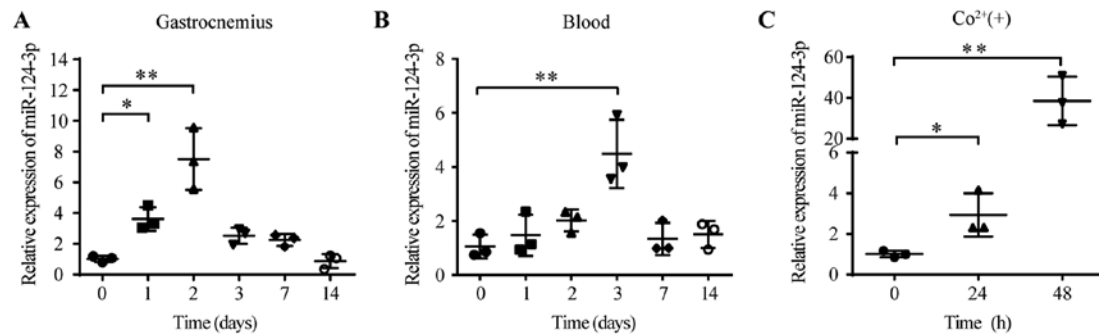 A Gastrocnemius
Relative expression of miR-124-3p
14
12
10
8
6
4
2
0
*
**
0 1 2 3 7 14
Time (days)
B Blood
Relative expression of miR-124-3p
8
6
4
2
0
**
0 1 2 3 7 14
Time (days)
C Co²⁺(+)
Relative expression of miR-124-3p
60
40
20
6
4
2
0
**
*
0 24 48
Time (h)